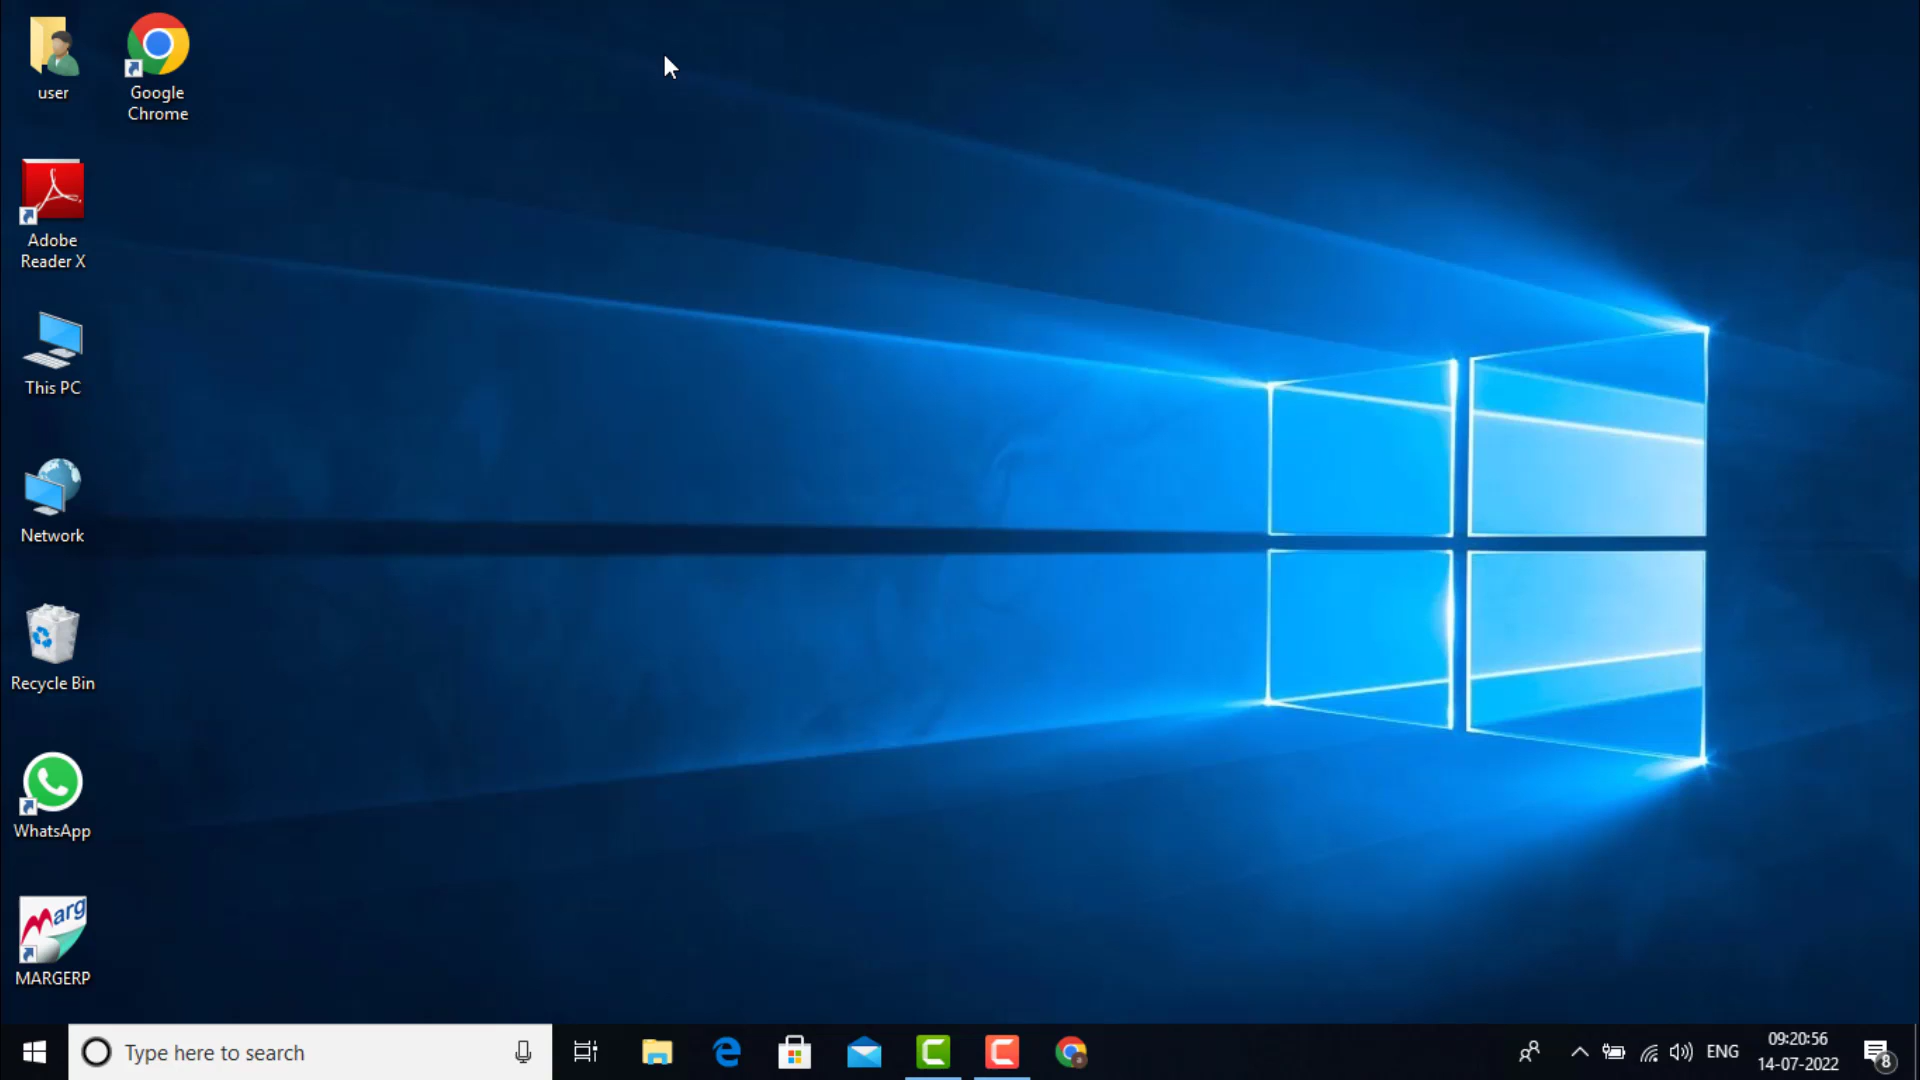 user
Google
Chrome
Adobe
Reader X
This PC
Network
Recycle Bin
WhatsApp
Marg
MARGERP
Type here to search
ENG
09:20:56
14-07-2022
8